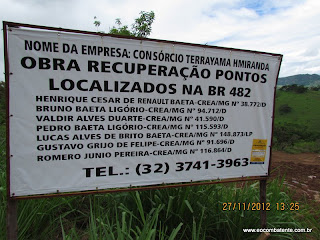 NOME DA EMPRESA: CONSÓRCIO TERRAYAMA HMIRANDA
OBRA RECUPERAÇÃO PONTOS
LOCALIZADOS NA BR 482
HENRIQUE CESAR DE RENAULT BAETA-CREA/MG Nº 38.772/D
BRUNO BAETA LIGÓRIO-CREA/MG Nº 94.712/D
VALDIR ALVES DUARTE-CREA/MG Nº 41.590/D
PEDRO BAETA LIGÓRIO-CREA/MG Nº 115.593/D
LUCAS ALVES DE BRITO BAETA-CREA/MG Nº 148.873/LP
GUSTAVO GRIJO DE FELIPE-CREA/MG Nº 91.696/D
ROMERO JUNIO PEREIRA-CREA/MG Nº 116.864/D
TEL.: (32) 3741-3963
27/11/2012
www.eocombatente.com.br